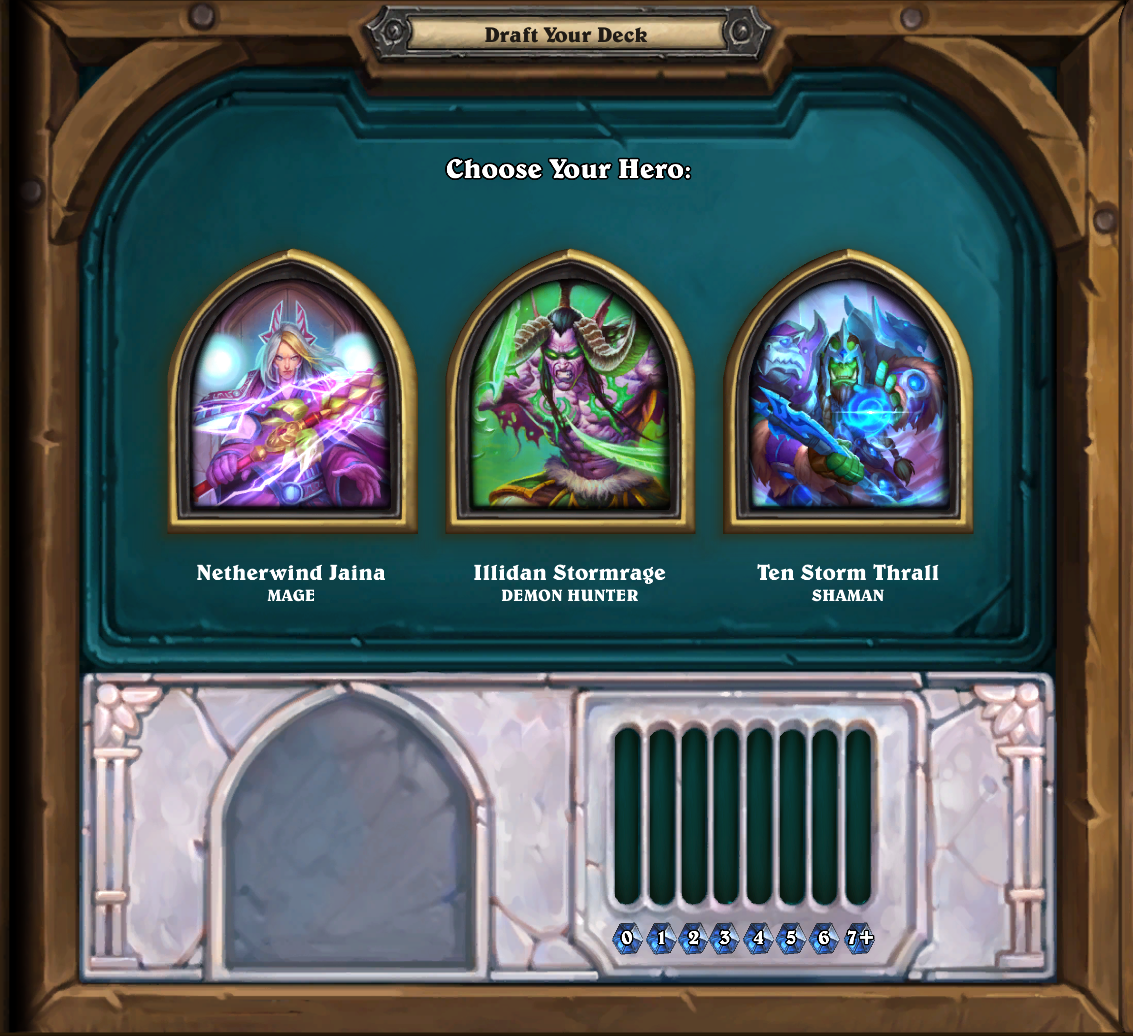 Draft Your Deck
Choose Your Hero:
Netherwind Jaina
MAGE
Illidan Stormrage
DEMON HUNTER
Ten Storm Thrall
SHAMAN
0 1 2 3 4 5 6 7+